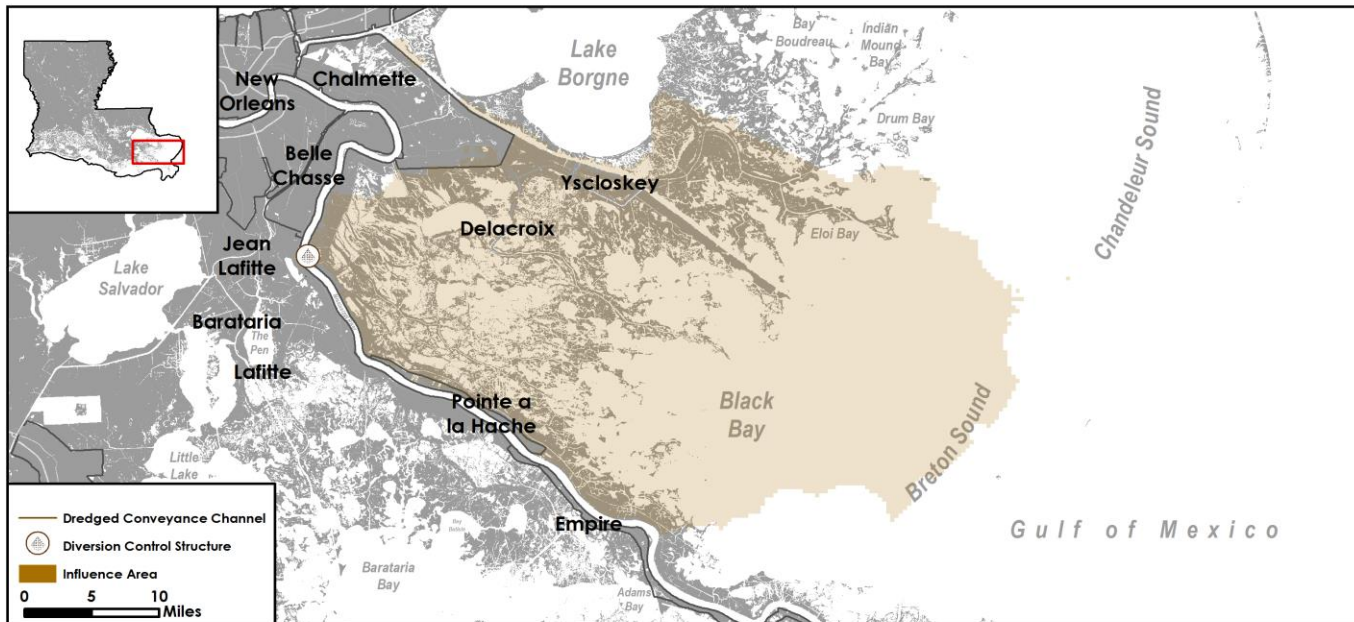 Lake
Borgne
Bay
Boudreau
Indian
Mound
Bay
New
Orleans
Chalmette
Drum Bay
Chandeleur Sound
Belle
Chasse
Yscloskey
Delacroix
Eloi Bay
Jean
Lafitte
Lake
Salvador
Barataria
The
Pen
Lafitte
Pointe a
la Hache
Black
Bay
Breton Sound
Little
Lake
Empire
Gulf of Mexico
Barataria
Bay
Adams
Bay
Dredged Conveyance Channel
Diversion Control Structure
Influence Area
0 5 10
Miles